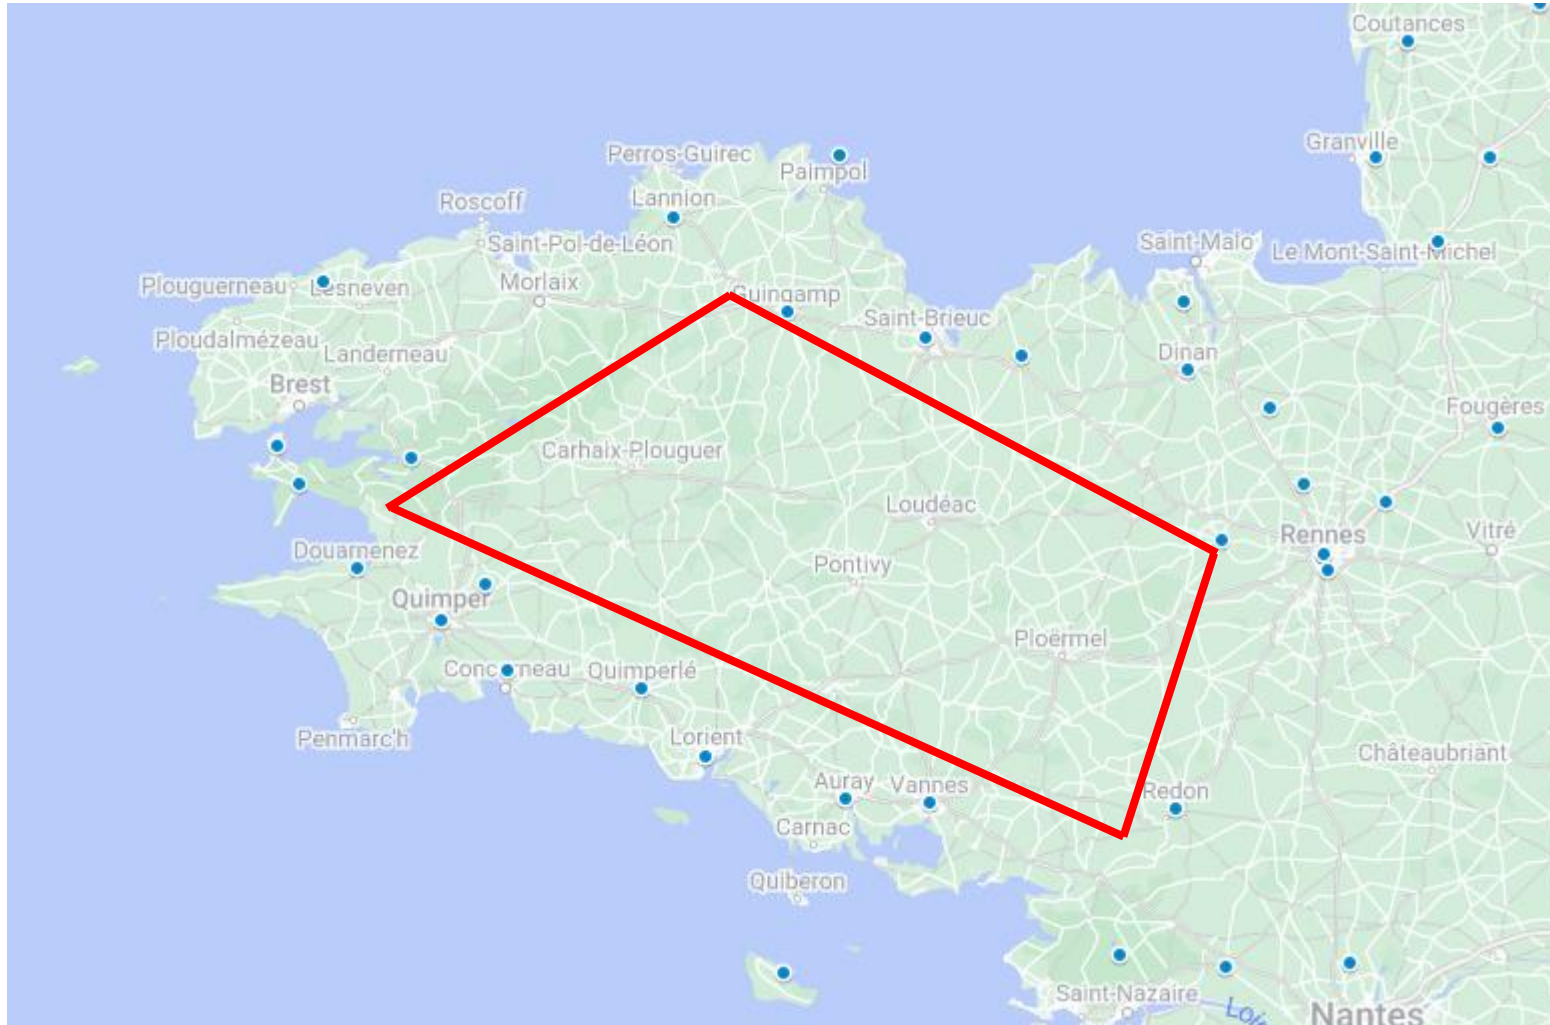 Coutances
Granville
Perros-Guirec
Paimpol
Lannion
Roscoff
Saint-Pol-de-Léon
Saint-Malo
Le Mont-Saint-Michel
Plouguerneau
Lesneven
Morlaix
Guingamp
Saint-Brieuc
Ploudalmézeau
Landerneau
Dinan
Brest
Fougères
Carhaix-Plouguer
Loudéac
Rennes
Vitré
Douarnenez
Pontivy
Quimper
Ploërmel
Concarneau
Quimperlé
Penmarc'h
Lorient
Châteaubriant
Auray
Vannes
Redon
Carnac
Quiberon
Saint-Nazaire
Nantes